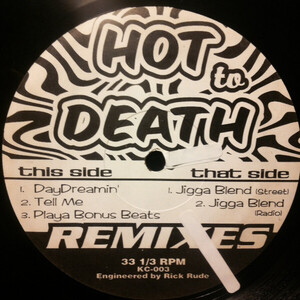 HOT
to
DEATH
this side
1. DayDreamin'
2. Tell Me
3. Playa Bonus Beats
that side
1. Jigga Blend (Street)
2. Jigga Blend
(Radio)
REMIXES
33 1/3 RPM
KC-003
Engineered by Rick Rude